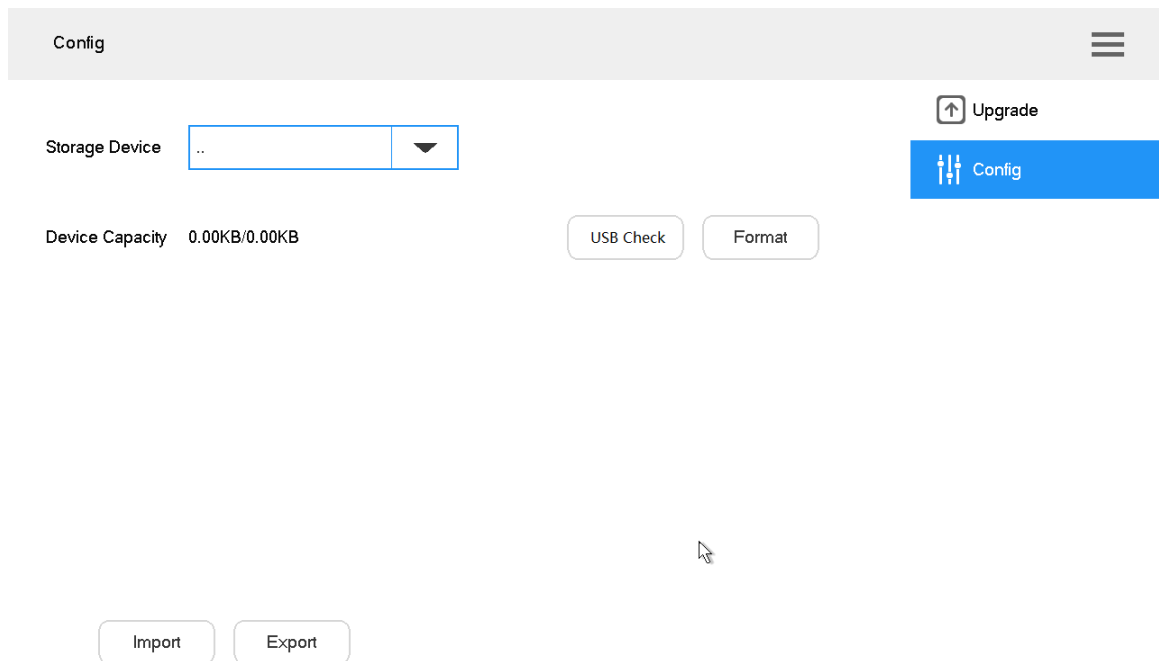 Config
Upgrade
Storage Device ..
Config
Device Capacity 0.00KB/0.00KB USB Check Format
Import Export